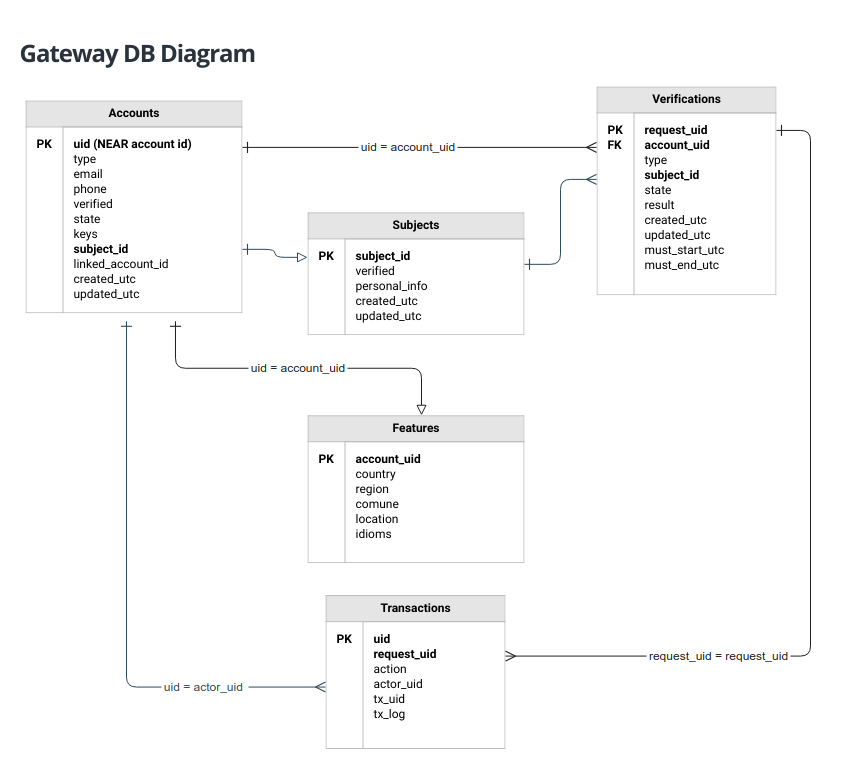 Gateway DB Diagram
Accounts
PK uid (NEAR account id)
type
email
phone
verified
state
keys
subject_id
linked_account_id
created_utc
updated_utc
uid = account_uid
Verifications
PK request_uid
FK account_uid
type
subject_id
state
result
created_utc
updated_utc
must_start_utc
must_end_utc
Subjects
PK subject_id
verified
personal_info
created_utc
updated_utc
uid = account_uid
Features
PK account_uid
country
region
comune
location
idioms
Transactions
PK uid
request_uid
action
actor_uid
tx_uid
tx_log
request_uid = request_uid
uid = actor_uid